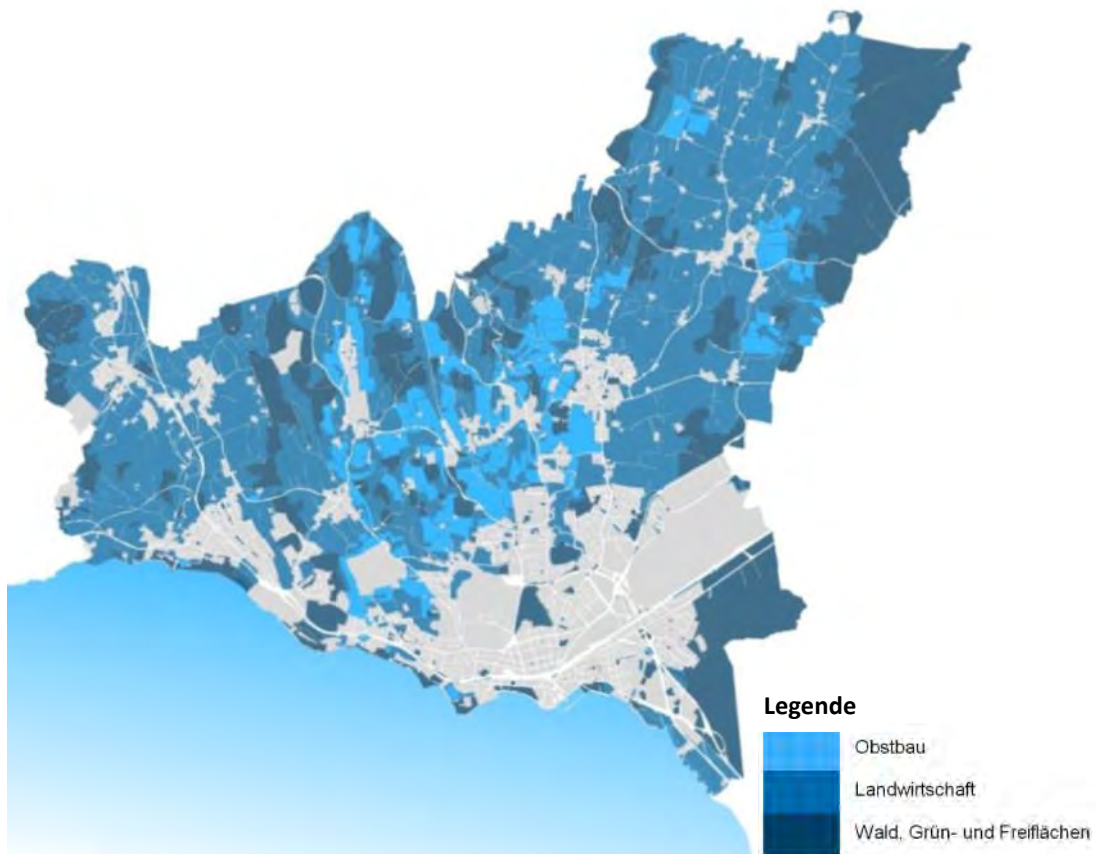 Legende
Obstbau
Landwirtschaft
Wald, Grün- und Freiflächen